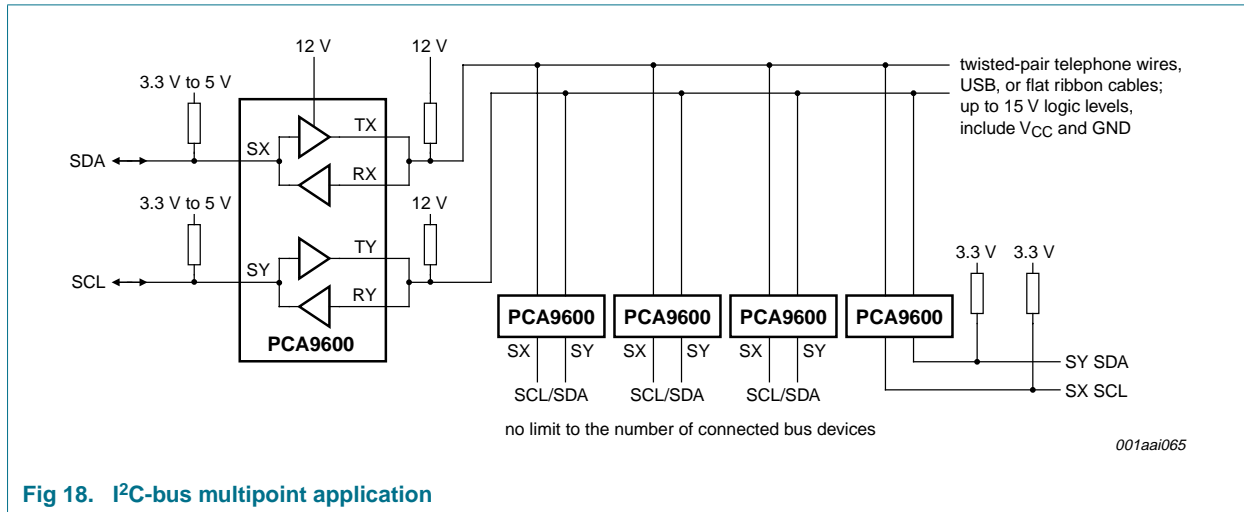 12 V
12 V
3.3 V to 5 V
twisted-pair telephone wires,
USB, or flat ribbon cables;
up to 15 V logic levels,
include VCC and GND
TX
SX
SDA
RX
3.3 V to 5 V
12 V
TY
SY
SCL
RY
PCA9600
3.3 V
3.3 V
PCA9600
PCA9600
PCA9600
PCA9600
SX
SY
SX
SY
SX
SY
SY SDA
SX SCL
SCL/SDA
SCL/SDA
SCL/SDA
no limit to the number of connected bus devices
001aai065
Fig 18. I²C-bus multipoint application